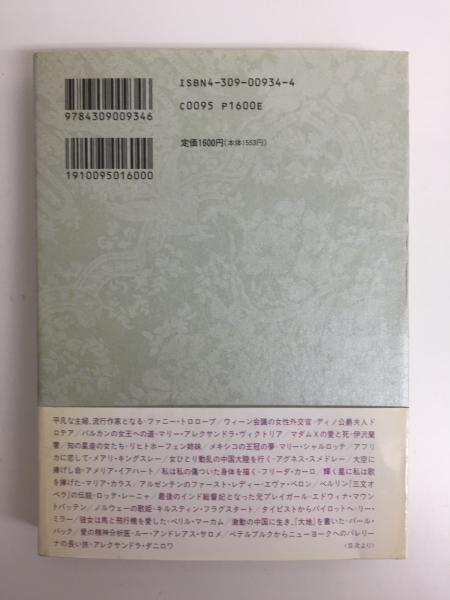 ISBN4-309-00934-4
C0095 P1600E
9784309009346
定価1600円(本体1553円)
1910095016000
平凡な主婦、流行作家となる・ファニー・トロロープ/ウィーン会議の女性外交官・ディノ公爵夫人ド
ロテア/バルカンの女王への道・マリー・アレクサンドラ・ヴィクトリア/マダムXの愛と死・伊沢蘭
奢/知の星座の女たち・リヒトホーフェン姉妹/メキシコの王冠の夢・マリー・シャルロッテ/アフリ
カに恋して・メアリ・キングスレー/女ひとり動乱の中国大陸を行く・アグネス・スメドレー/大空に
捧げし命・アメリア・イアハート/私は私の傷ついた身体を描く・フリーダ・カーロ/輝く星に私は歌
を捧げた・マリア・カラス/アルゼンチンのファースト・レディー・エヴァ・ペロン/ベルリン『三文オ
ペラ』の伝説・ロッテ・レーニャ/最後のインド総督妃となった元プレイガール・エドウィナ・マウン
トバッテン/ノルウェーの歌姫・キルスティン・フラグスタート/タイピストからパイロットへ・リー・
ミラー/彼女は馬と飛行機を愛した・ベリル・マーカム/激動の中国に生き、『大地』を書いた・パール・
バック/愛の精神分析医・ルー・アンドレアス・サロメ/ペテルブルクからニューヨークへのバレリー
ナの長い旅・アレクサンドラ・ダニロワ
(目次より)